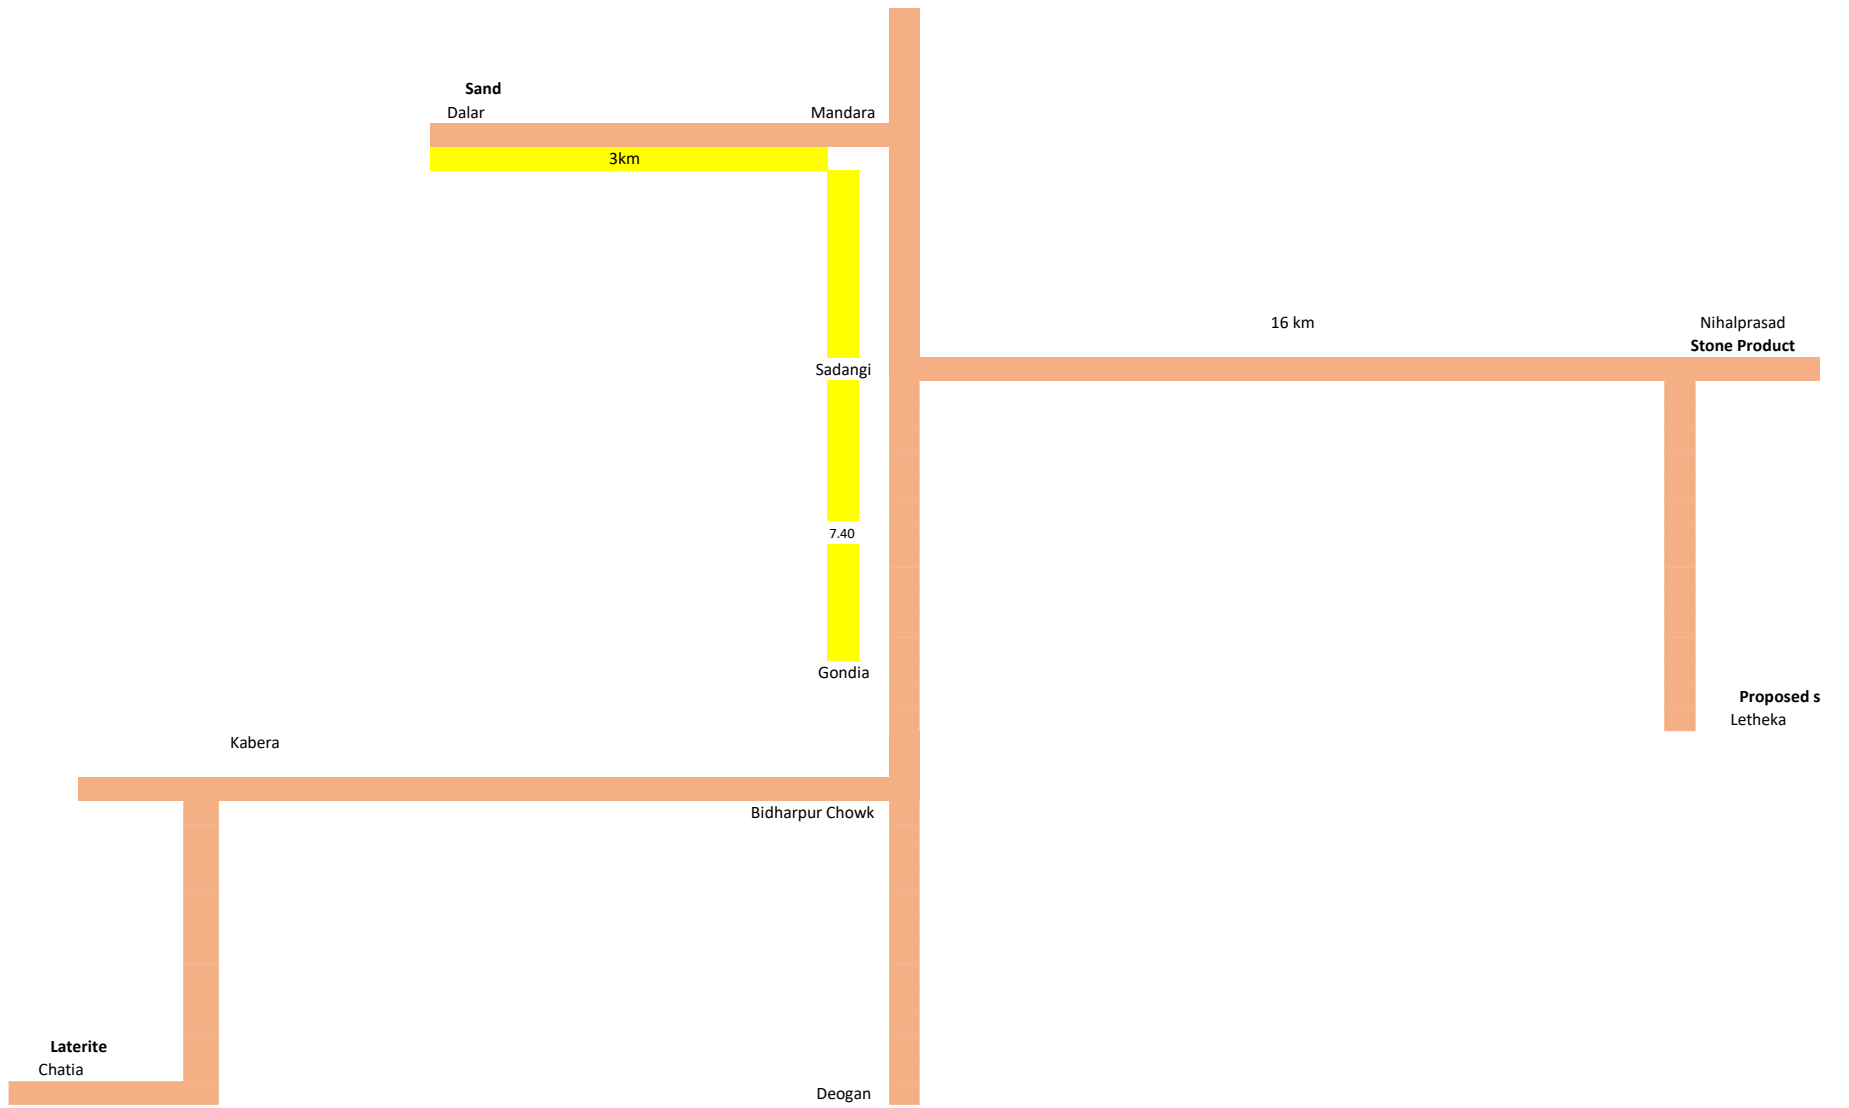 Sand
Dalar
Mandara
3km
16 km
Nihalprasad
Stone Product
Sadangi
7.40
Gondia
Proposed s
Letheka
Kabera
Bidharpur Chowk
Laterite
Chatia
Deogan